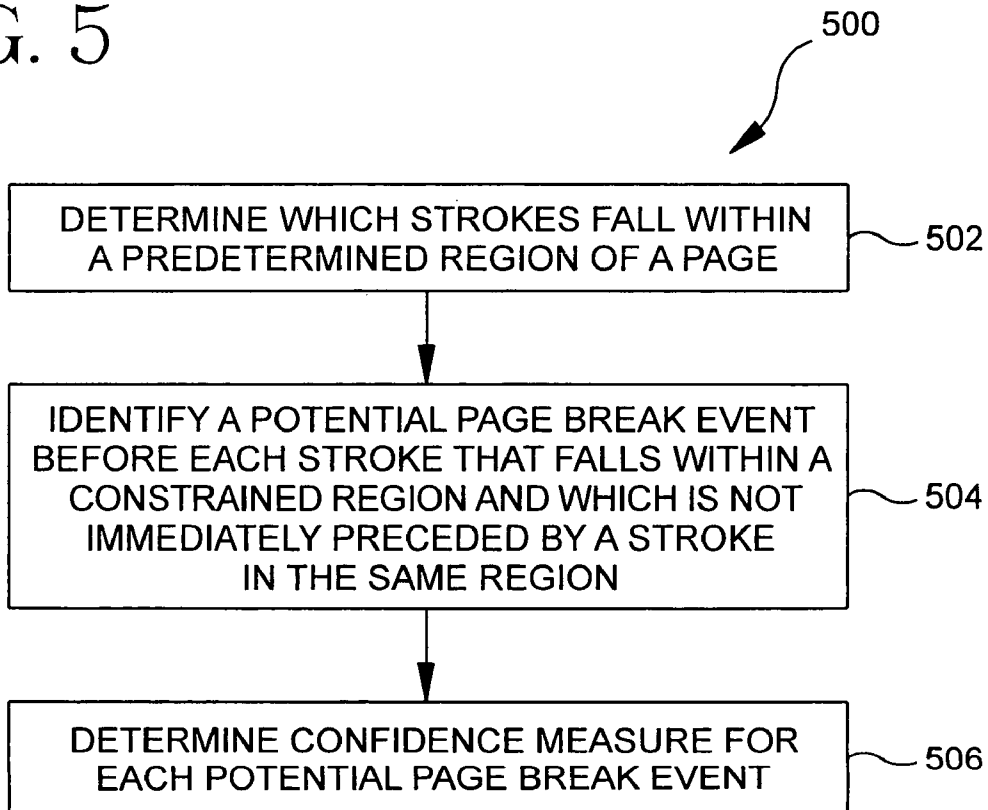 G. 5
500
DETERMINE WHICH STROKES FALL WITHIN
A PREDETERMINED REGION OF A PAGE
502
IDENTIFY A POTENTIAL PAGE BREAK EVENT
BEFORE EACH STROKE THAT FALLS WITHIN A
CONSTRAINED REGION AND WHICH IS NOT
IMMEDIATELY PRECEDED BY A STROKE
IN THE SAME REGION
504
DETERMINE CONFIDENCE MEASURE FOR
EACH POTENTIAL PAGE BREAK EVENT
506